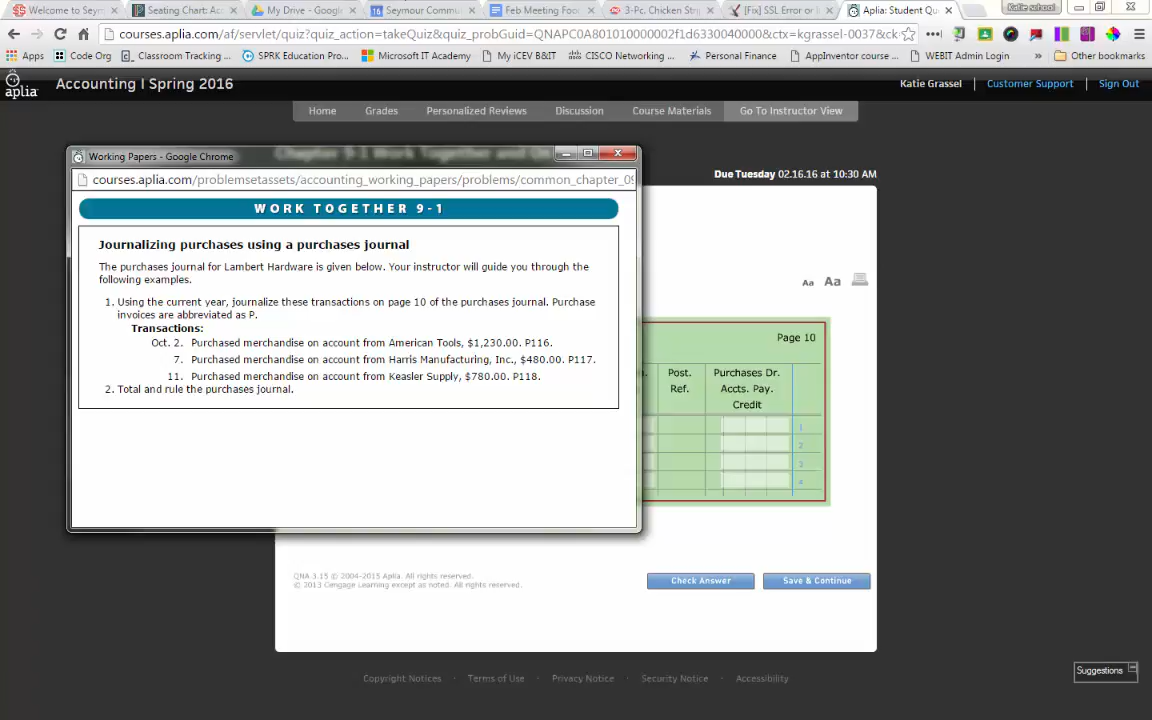 Welcome to Seym
Seating Chart: Ac
My Drive - Googl
16 Seymour Commu
Feb Meeting Foo
3-Pc. Chicken Stri
[Fix] SSL Error or
Aplia: Student Qu
Katie school
courses.aplia.com/af/servlet/quiz?quiz_action=takeQuiz&quiz_probGuid=QNAPC0A801010000002f1d6330040000&ctx=kgrassel-0037&ck
Apps
Code Org
Classroom Tracking
SPRK Education Pro
Microsoft IT Academy
My iCEV B&IT
CISCO Networking
Personal Finance
AppInventor course
WEBIT Admin Login
»
Other bookmarks
aplia
Accounting I Spring 2016
Katie Grassel | Customer Support | Sign Out
Home Grades Personalized Reviews Discussion Course Materials Go To Instructor View
Working Papers - Google Chrome
Due Tuesday 02.16.16 at 10:30 AM
courses.aplia.com/problemsetassets/accounting_working_papers/problems/common_chapter_09
WORK TOGETHER 9-1
Journalizing purchases using a purchases journal
The purchases journal for Lambert Hardware is given below. Your instructor will guide you through the
following examples.
1. Using the current year, journalize these transactions on page 10 of the purchases journal. Purchase
invoices are abbreviated as P.
Transactions:
Oct. 2. Purchased merchandise on account from American Tools, $1,230.00. P116.
7. Purchased merchandise on account from Harris Manufacturing, Inc., $480.00. P117.
11. Purchased merchandise on account from Keasler Supply, $780.00. P118.
2. Total and rule the purchases journal.
Aa Aa
Page 10
Post.
Ref.
Purchases Dr.
Accts. Pay.
Credit
1
2
3
4
QNA 3.15 © 2004-2015 Aplia. All rights reserved.
© 2013 Cengage Learning except as noted. All rights reserved.
Check Answer
Save & Continue
Suggestions
Copyright Notices · Terms of Use · Privacy Notice · Security Notice · Accessibility